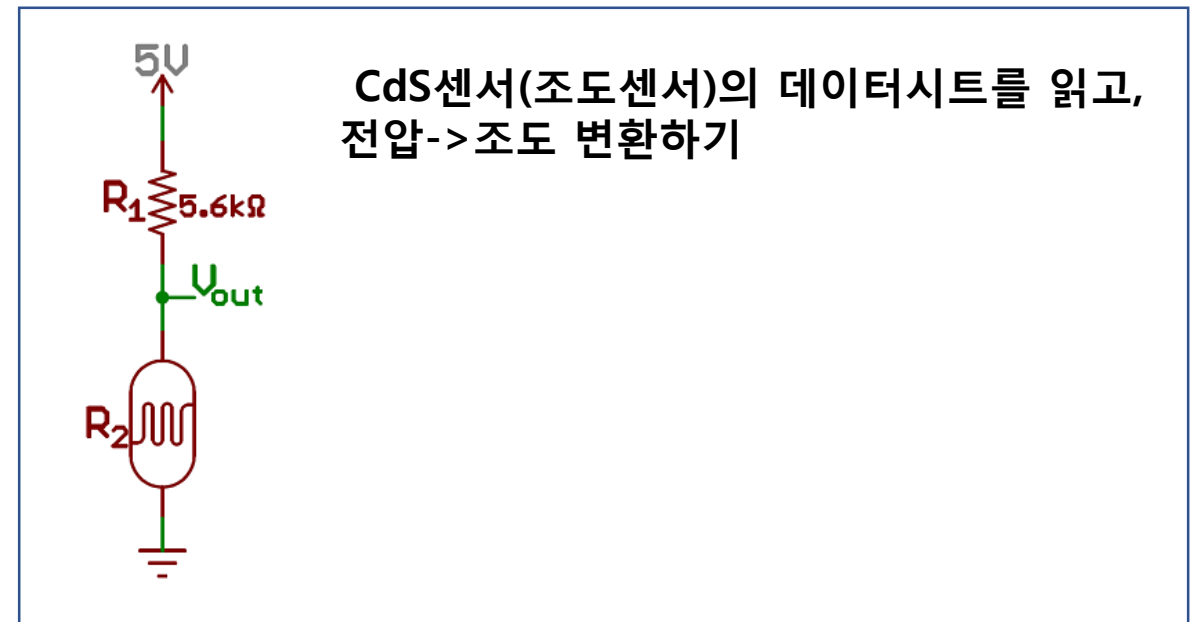 5V
CdS센서(조도센서)의 데이터시트를 읽고,
전압->조도 변환하기
R1 5.6kΩ
Vout
R2